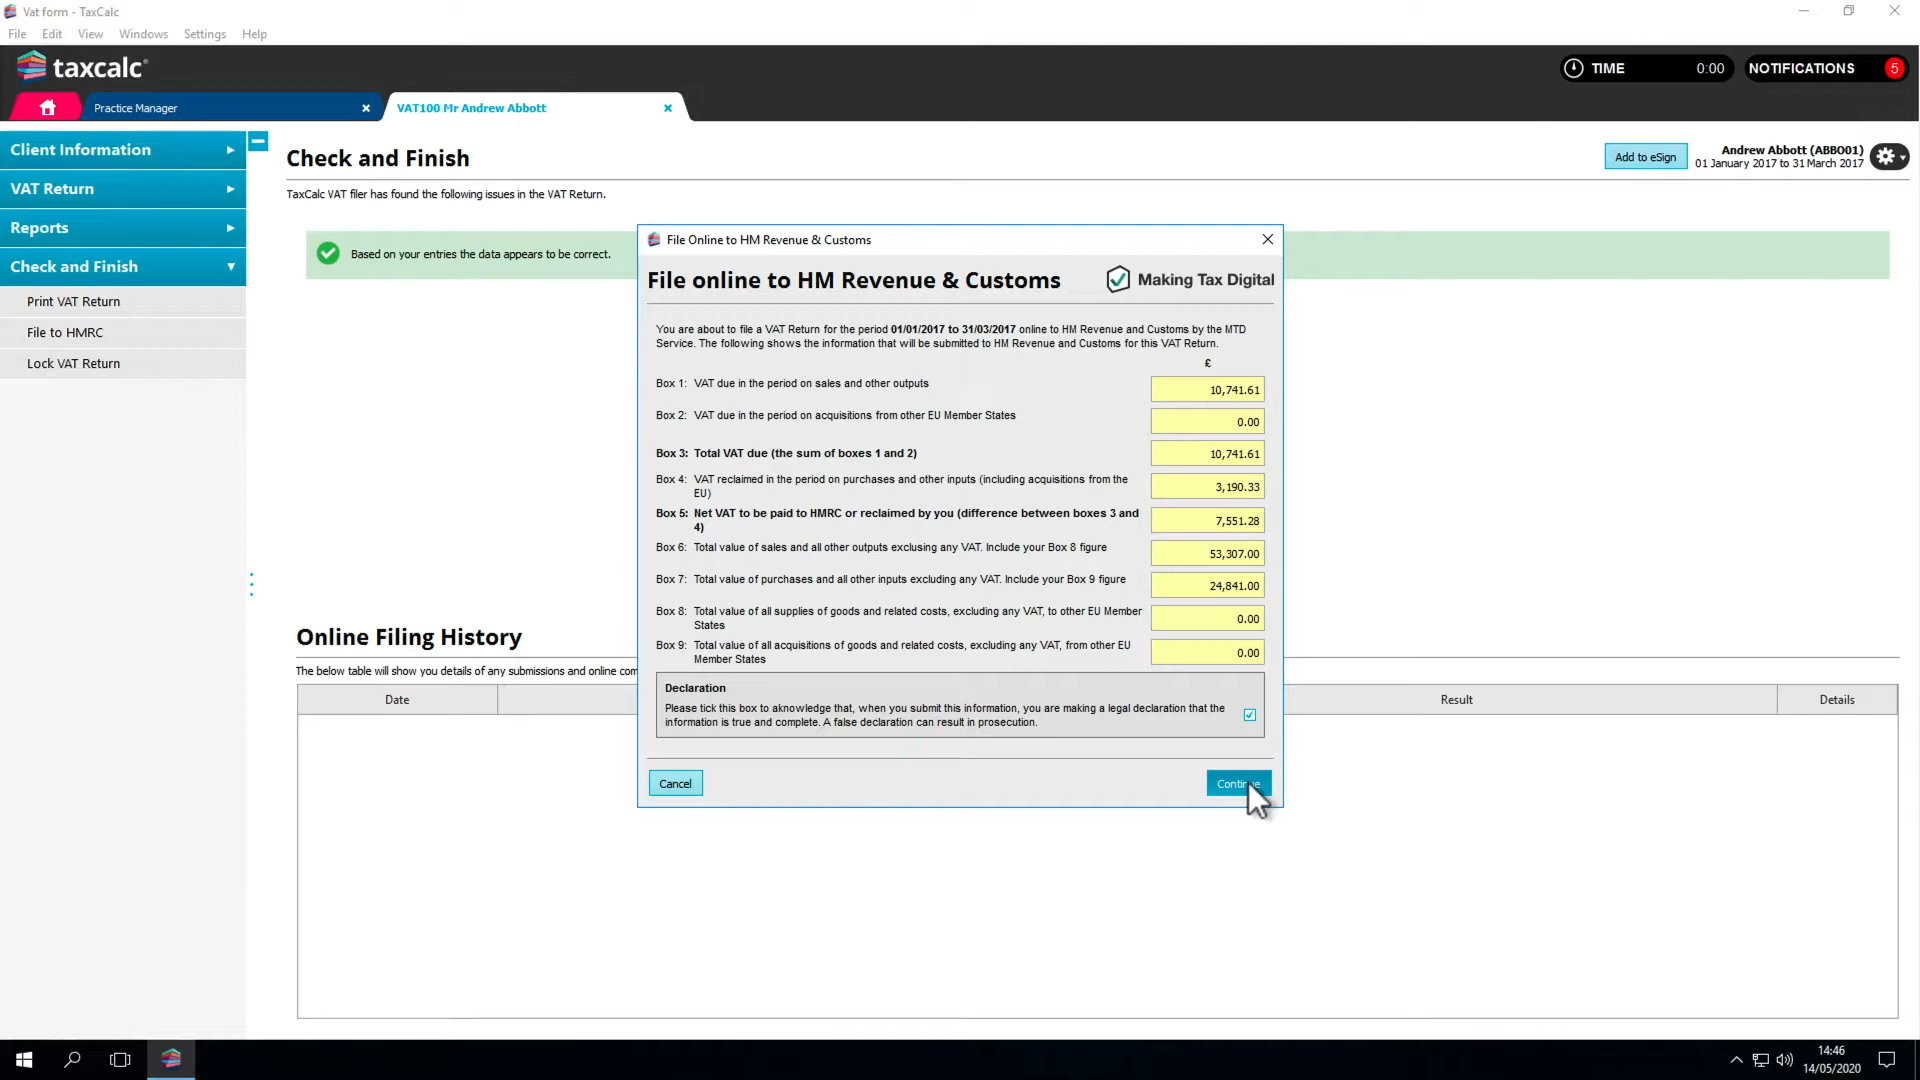 Vat form - TaxCalc
File Edit View Windows Settings Help
taxcalc
TIME 0:00 NOTIFICATIONS 5
Practice Manager
VAT100 Mr Andrew Abbott
Client Information
VAT Return
Reports
Check and Finish
Print VAT Return
File to HMRC
Lock VAT Return
Check and Finish
Add to eSign
Andrew Abbott (ABBO01)
01 January 2017 to 31 March 2017
TaxCalc VAT filer has found the following issues in the VAT Return.
Based on your entries the data appears to be correct.
File Online to HM Revenue & Customs
File online to HM Revenue & Customs
Making Tax Digital
You are about to file a VAT Return for the period 01/01/2017 to 31/03/2017 online to HM Revenue and Customs by the MTD
Service. The following shows the information that will be submitted to HM Revenue and Customs for this VAT Return.
£
Box 1: VAT due in the period on sales and other outputs 10,741.61
Box 2: VAT due in the period on acquisitions from other EU Member States 0.00
Box 3: Total VAT due (the sum of boxes 1 and 2) 10,741.61
Box 4: VAT reclaimed in the period on purchases and other inputs (including acquisitions from the
EU) 3,190.33
Box 5: Net VAT to be paid to HMRC or reclaimed by you (difference between boxes 3 and
4) 7,551.28
Box 6: Total value of sales and all other outputs exclusing any VAT. Include your Box 8 figure 53,307.00
Box 7: Total value of purchases and all other inputs excluding any VAT. Include your Box 9 figure 24,841.00
Box 8: Total value of all supplies of goods and related costs, excluding any VAT, to other EU Member
States 0.00
Box 9: Total value of all acquisitions of goods and related costs, excluding any VAT, from other EU
Member States 0.00
Declaration
Please tick this box to aknowledge that, when you submit this information, you are making a legal declaration that the
information is true and complete. A false declaration can result in prosecution.
Cancel
Continue
Online Filing History
The below table will show you details of any submissions and online com
Date Result Details
14:46
14/05/2020